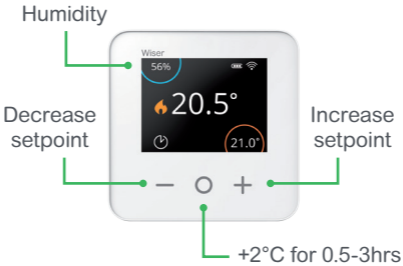 Humidity
Wiser
56%
20.5°
21.0°
Decrease
setpoint
Increase
setpoint
+2°C for 0.5-3hrs